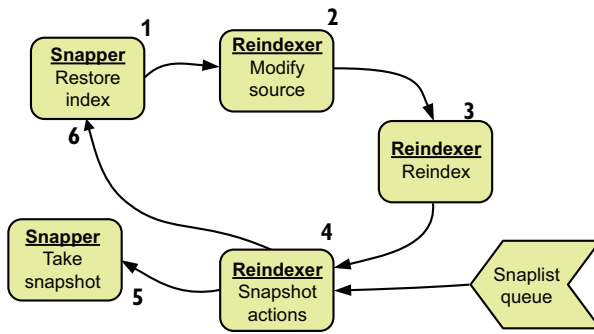 1
Snapper
Restore
index
2
Reindexer
Modify
source
3
Reindexer
Reindex
4
Reindexer
Snapshot
actions
5
Snapper
Take
snapshot
6
Snaplist
queue